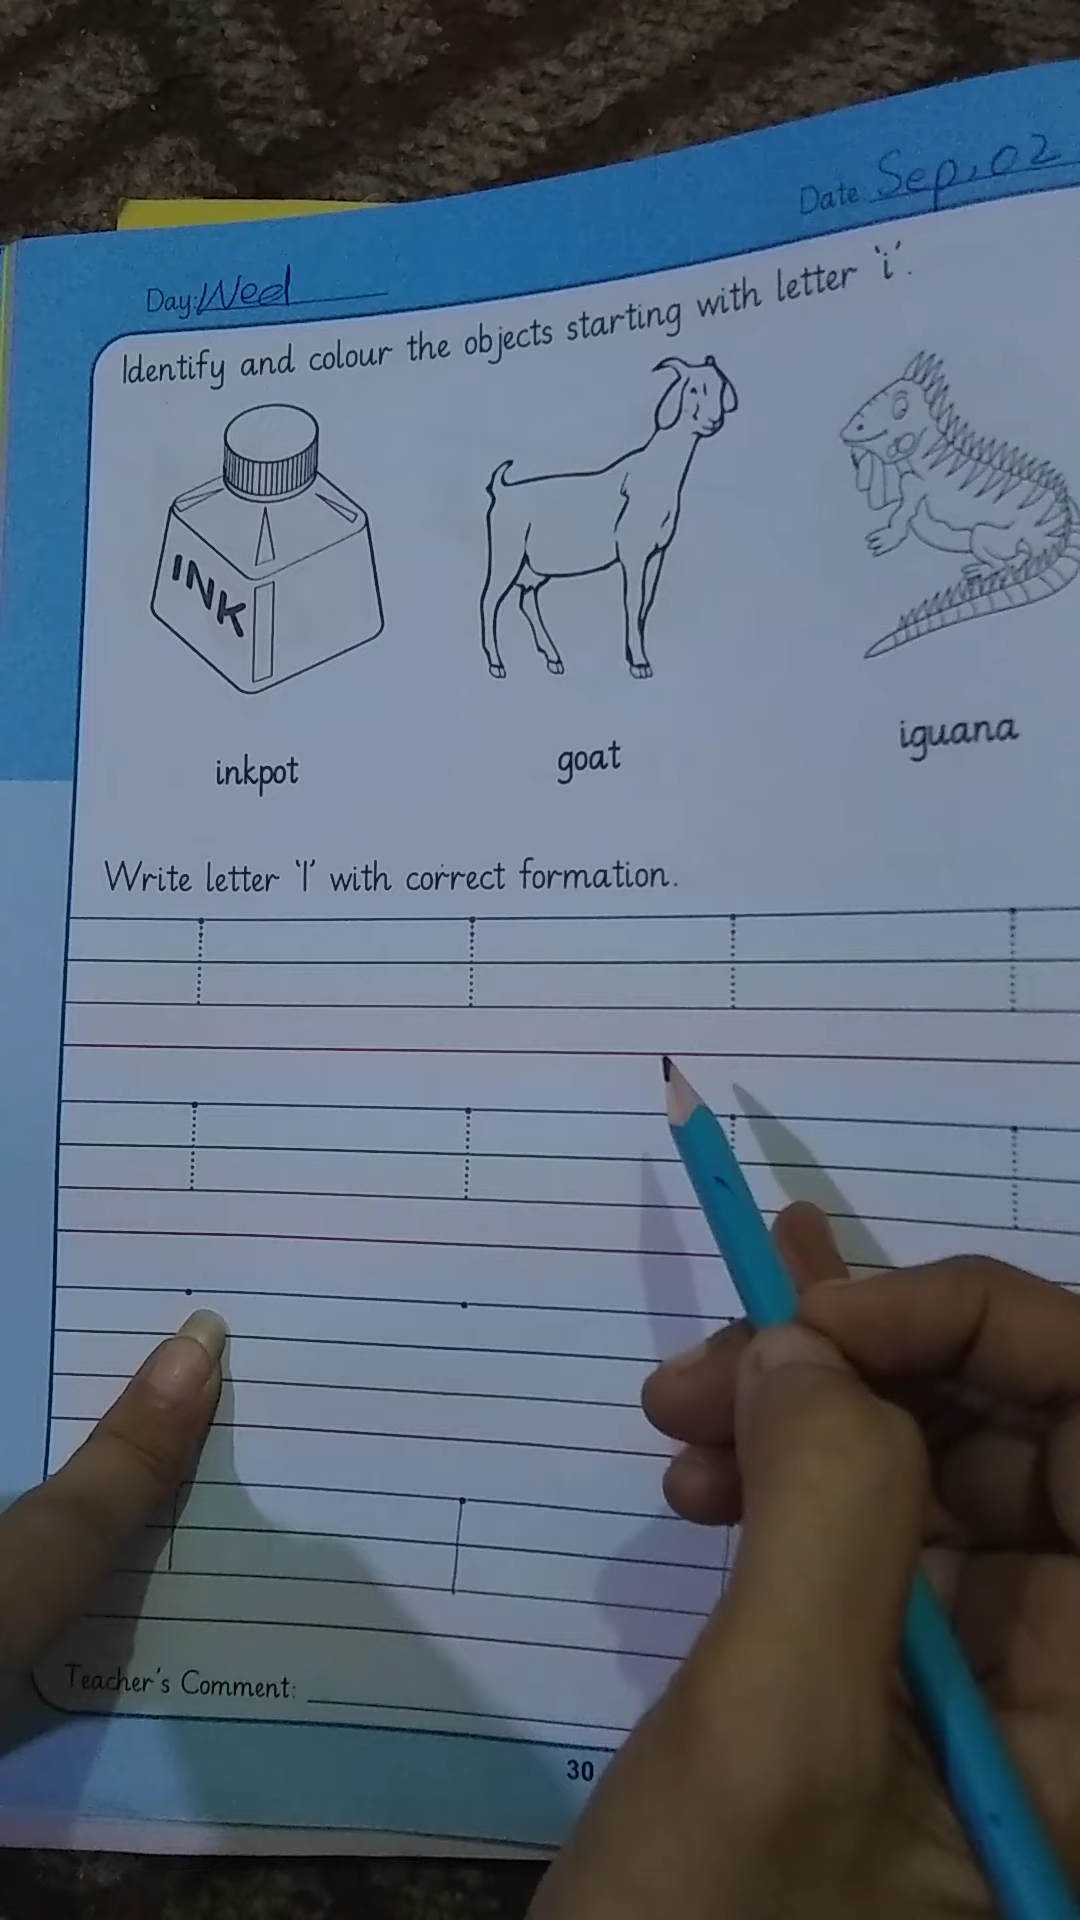 Date Sep, 02
Day: Wed
Identify and colour the objects starting with letter 'i'.
INK
inkpot
goat
iguana
Write letter 'I' with correct formation.
Teacher's Comment:
30